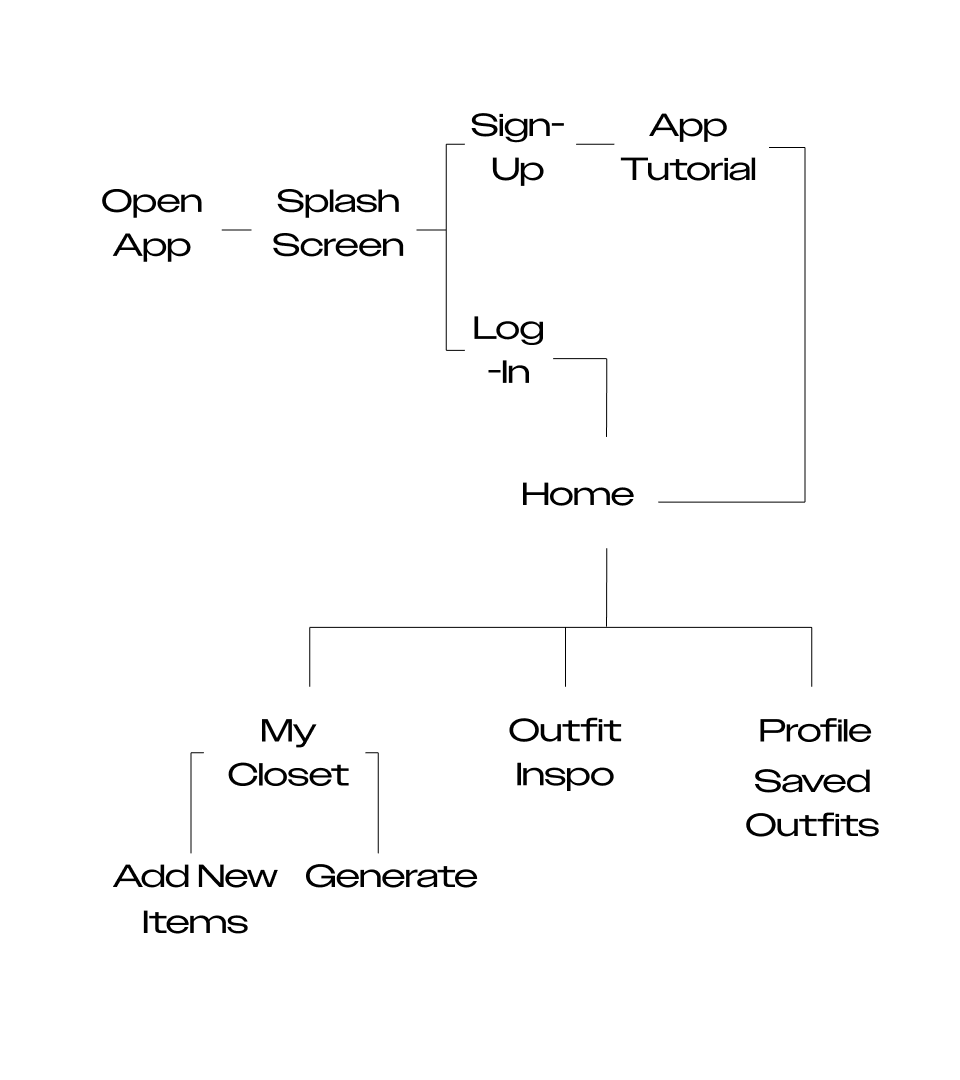 Sign-
Up
App
Tutorial
Open
App
Splash
Screen
Log
-In
Home
My
Closet
Outfit
Inspo
Profile
Saved
Outfits
Add New
Items
Generate